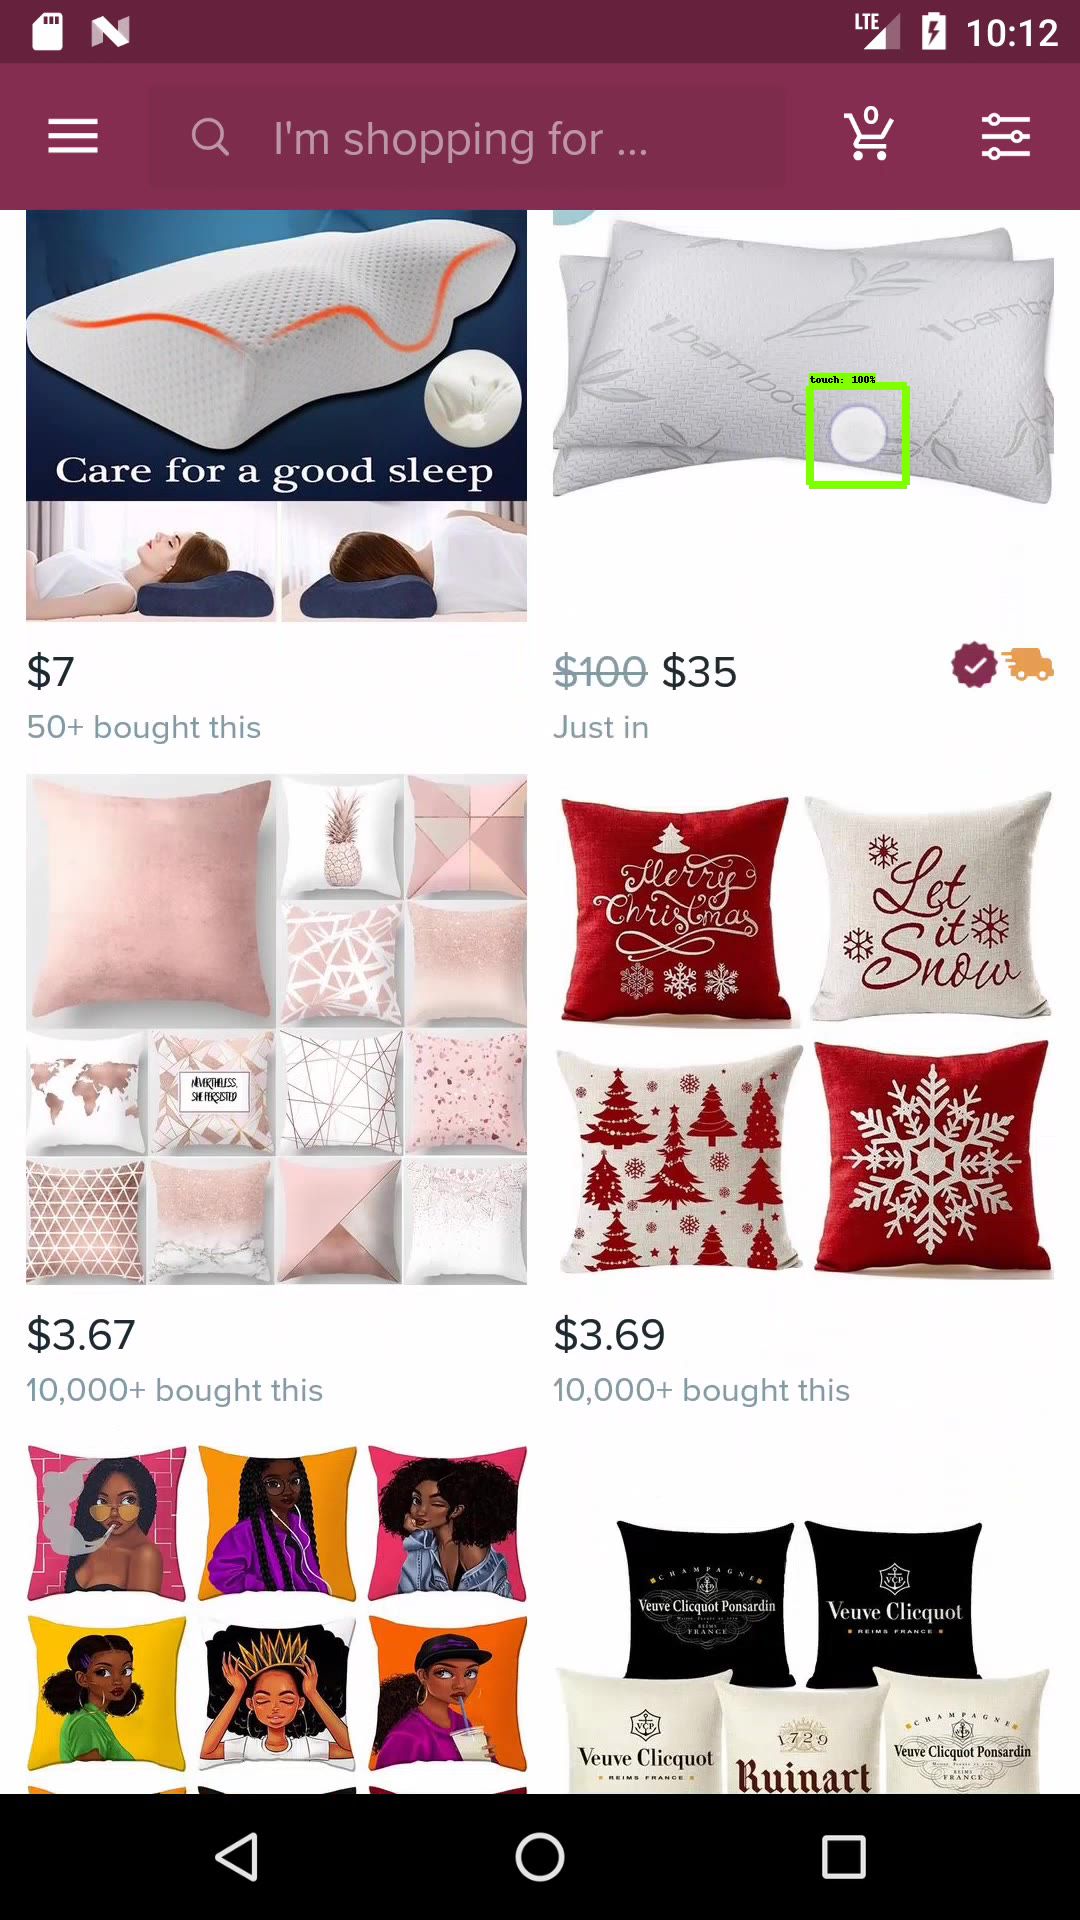 LTE 10:12
I'm shopping for ...
0
bamboo
bamboo
touch: 100%
Care for a good sleep
$7
$100 $35
50+ bought this
Just in
Merry
Christmas
Let
it
Snow
NEVERTHELESS,
SHE PERSISTED
$3.67
$3.69
10,000+ bought this
10,000+ bought this
CHAMPAGNE
VCP
Veuve Clicquot Ponsardin
REIMS
FRANCE
VCP
Veuve Clicquot
REIMS FRANCE
VCP
Veuve Clicquot
REIMS FRANCE
1729
Ruinart
CHAMPAGNE
Veuve Clicquot Ponsardin
REIMS
FRANCE